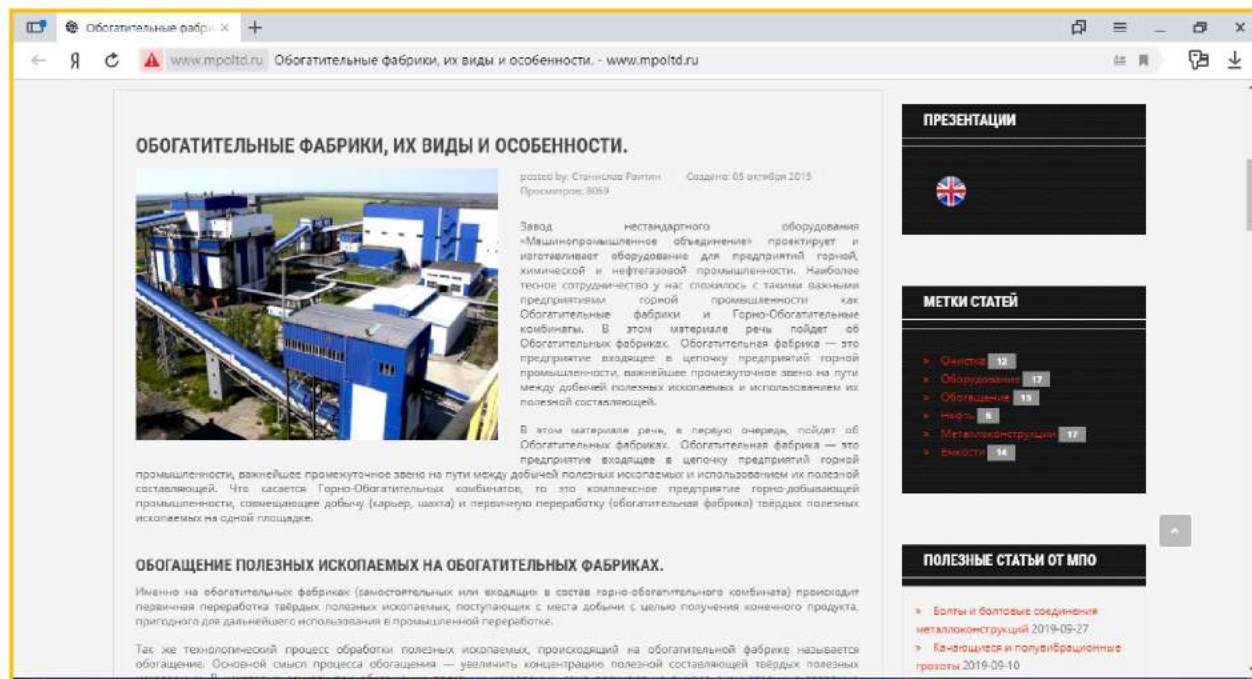 Обогатительные фабри
www.mpoltd.ru Обогатительные фабрики, их виды и особенности. - www.mpoltd.ru
ОБОГАТИТЕЛЬНЫЕ ФАБРИКИ, ИХ ВИДЫ И ОСОБЕННОСТИ.
posted by: Станислав Создано: 05 октября 2015
Просмотров: 8059
Завод нестандартного оборудования
«Машинопромышленное объединение» проектирует и
изготавливает оборудование для предприятий горной,
химической и нефтегазовой промышленности. Наиболее
тесное сотрудничество у нас сложилось с такими важными
предприятиями горной промышленности как
Обогатительные фабрики и Горно-Обогатительные
комбинаты. В этом материале речь пойдет об
Обогатительных фабриках. Обогатительная фабрика — это
предприятие входящее в цепочку предприятий горной
промышленности, важнейшее промежуточное звено на пути
между добычей полезных ископаемых и использованием их
полезной составляющей.
В этом материале речь, в первую очередь, пойдет об
Обогатительных фабриках. Обогатительная фабрика — это
предприятие входящее в цепочку предприятий горной
промышленности, важнейшее промежуточное звено на пути между добычей полезных ископаемых и использованием их полезной
составляющей. Что касается Горно-Обогатительных комбинатов, то это комплексное предприятие горно-добывающей
промышленности, совмещающее добычу (карьер, шахта) и первичную переработку (обогатительная фабрика) твёрдых полезных
ископаемых на одной площадке.
ОБОГАЩЕНИЕ ПОЛЕЗНЫХ ИСКОПАЕМЫХ НА ОБОГАТИТЕЛЬНЫХ ФАБРИКАХ.
Именно на обогатительных фабриках (самостоятельных или входящих в состав горно-обогатительного комбината) происходит
первичная переработка твёрдых полезных ископаемых, поступающих с места добычи с целью получения конечного продукта,
пригодного для дальнейшего использования в промышленной переработке.
Так же технологический процесс обработки полезных ископаемых, происходящий на обогатительной фабрике называется
обогащение. Основной смысл процесса обогащения — увеличить концентрацию полезной составляющей твёрдых полезных
ПРЕЗЕНТАЦИИ
МЕТКИ СТАТЕЙ
» Очистка 12
» Оборудование 17
» Обогащение 15
» Нефть 5
» Металлоконструкции 17
» Емкости 14
ПОЛЕЗНЫЕ СТАТЬИ ОТ МПО
» Болты и болтовые соединения
металлоконструкций 2019-09-27
» Качающиеся и полувибрационные
грохоты 2019-09-10